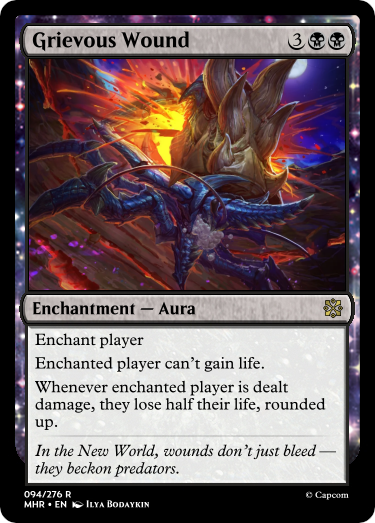 Grievous Wound 3
Enchantment — Aura
Enchant player
Enchanted player can't gain life.
Whenever enchanted player is dealt
damage, they lose half their life, rounded
up.
In the New World, wounds don't just bleed —
they beckon predators.
094/276 R
MHR • EN ILYA BODAYKIN
© Capcom